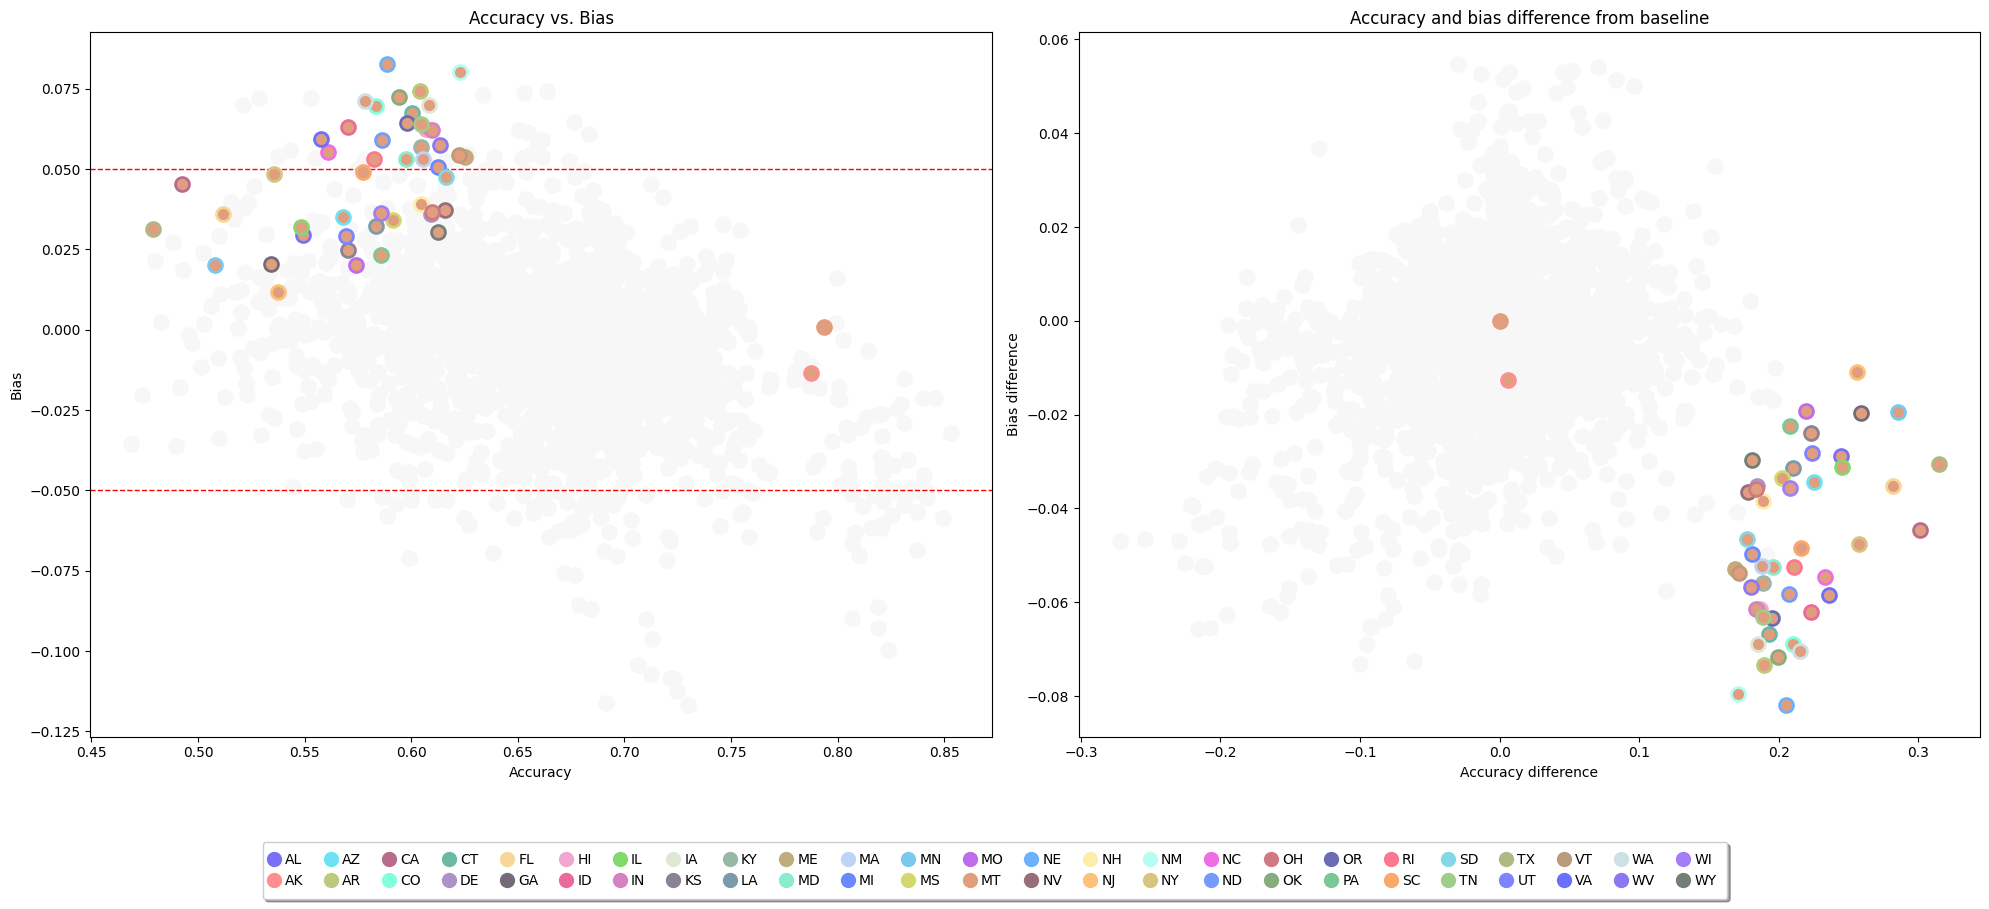 Accuracy vs. Bias
0.075
0.050
0.025
0.000
−0.025
−0.050
−0.075
−0.100
−0.125
Bias
0.45 0.50 0.55 0.60 0.65 0.70 0.75 0.80 0.85
Accuracy
Accuracy and bias difference from baseline
0.06
0.04
0.02
0.00
−0.02
−0.04
−0.06
−0.08
Bias difference
−0.3 −0.2 −0.1 0.0 0.1 0.2 0.3
Accuracy difference
AL AZ CA CT FL HI IL IA KY ME MA MN MO NE NH NM NC OH OR RI SD TX VT WA WI
AK AR CO DE GA ID IN KS LA MD MI MS MT NV NJ NY ND OK PA SC TN UT VA WV WY